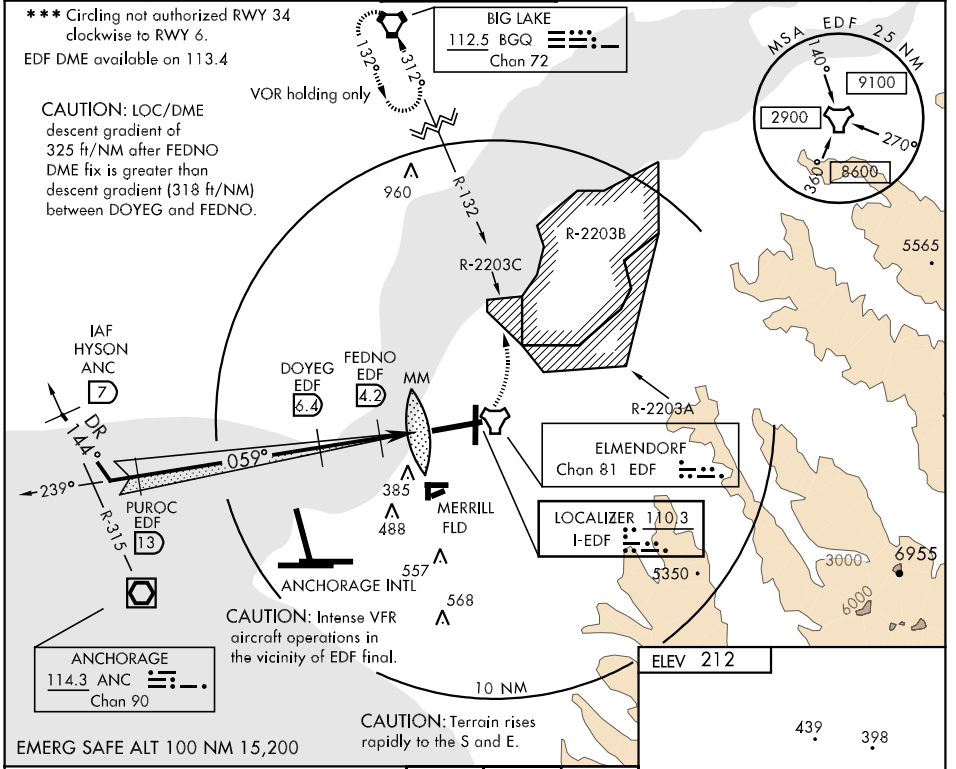 *** Circling not authorized RWY 34
clockwise to RWY 6.
EDF DME available on 113.4
CAUTION: LOC/DME
descent gradient of
325 ft/NM after FEDNO
DME fix is greater than
descent gradient (318 ft/NM)
between DOYEG and FEDNO.
BIG LAKE
112.5 BGQ
Chan 72
132°
312°
VOR holding only
MSA EDF 25 NM
140°
9100
2900
270°
360°
8600
960
R-132
R-2203B
R-2203C
5565
IAF
HYSON
ANC
7
DOYEG
EDF
6.4
FEDNO
EDF
4.2
MM
R-2203A
DR
144°
059°
239°
R-315
PUROC
EDF
13
ELMENDORF
Chan 81 EDF
385
488
MERRILL
FLD
LOCALIZER 110.3
I-EDF
557
5350
3000
6955
6000
ANCHORAGE INTL
568
CAUTION: Intense VFR
aircraft operations in
the vicinity of EDF final.
ANCHORAGE
114.3 ANC
Chan 90
ELEV 212
10 NM
CAUTION: Terrain rises
rapidly to the S and E.
439
398
EMERG SAFE ALT 100 NM 15,200